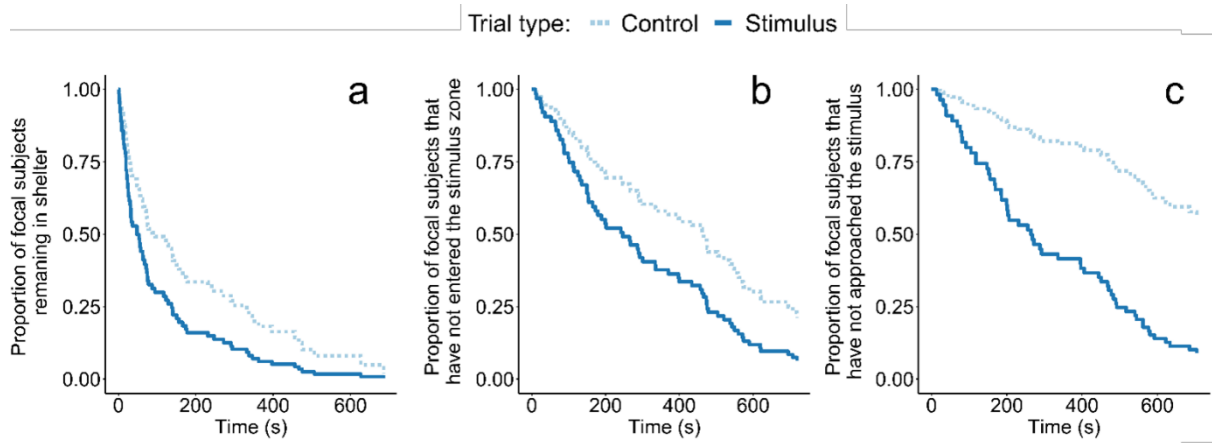 Trial type: Control Stimulus
a
Proportion of focal subjects
remaning in shelter
1.00
0.75
0.50
0.25
0.00
0 200 400 600
Time (s)
b
Proportion of focal subjects that
have not entered the stimulus zone
1.00
0.75
0.50
0.25
0.00
0 200 400 600
Time (s)
c
Proportion of focal subjects that
have not approached the stimulus
1.00
0.75
0.50
0.25
0.00
0 200 400 600
Time (s)